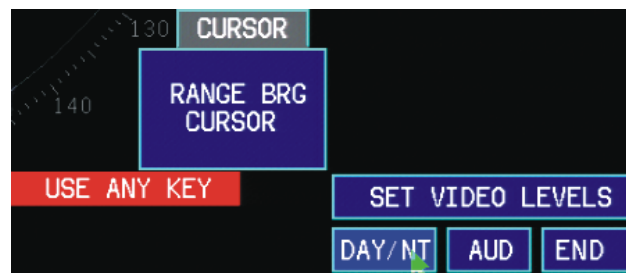 130
CURSOR
140
RANGE BRG
CURSOR
USE ANY KEY
SET VIDEO LEVELS
DAY/NT
AUD
END